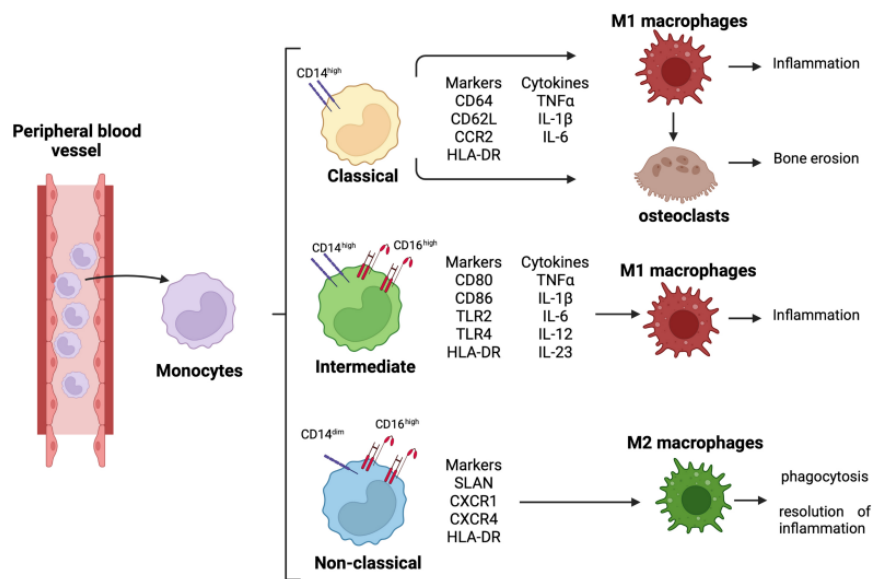 Peripheral blood
vessel
Monocytes
CD14high
Classical
Markers
CD64
CD62L
CCR2
HLA-DR
Cytokines
TNFα
IL-1β
IL-6
M1 macrophages
Inflammation
osteoclasts
Bone erosion
CD14high
CD16high
Intermediate
Markers
CD80
CD86
TLR2
TLR4
HLA-DR
Cytokines
TNFα
IL-1β
IL-6
IL-12
IL-23
M1 macrophages
Inflammation
CD14dim
CD16high
Non-classical
Markers
SLAN
CXCR1
CXCR4
HLA-DR
M2 macrophages
phagocytosis
resolution of
inflammation